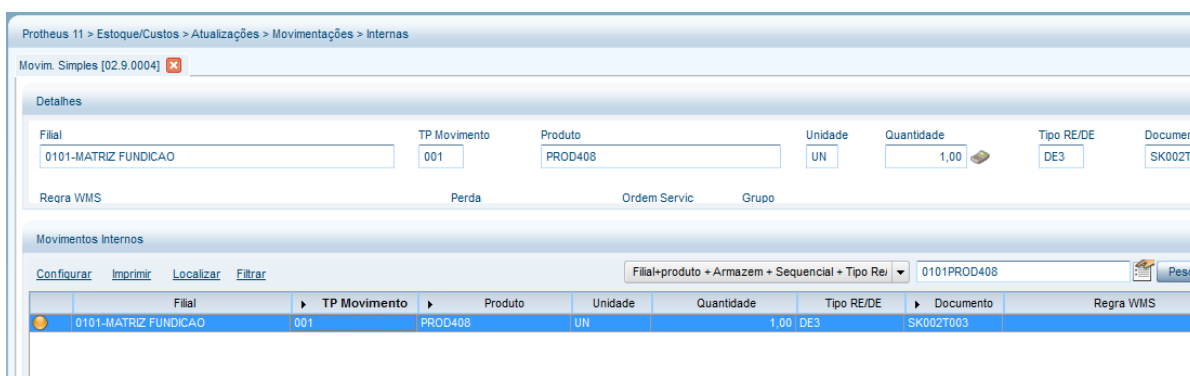 Protheus 11 > Estoque/Custos > Atualizações > Movimentações > Internas
Movim. Simples [02.9.0004]
Detalhes
Filial TP Movimento Produto Unidade Quantidade Tipo RE/DE Documen
0101-MATRIZ FUNDICAO 001 PROD408 UN 1,00 DE3 SK002T
Regra WMS Perda Ordem Servic Grupo
Movimentos Internos
Configurar Imprimir Localizar Filtrar Filial+produto + Armazem + Sequencial + Tipo Re/ 0101PROD408 Peso
Filial TP Movimento Produto Unidade Quantidade Tipo RE/DE Documento Regra WMS
0101-MATRIZ FUNDICAO 001 PROD408 UN 1,00 DE3 SK002T003